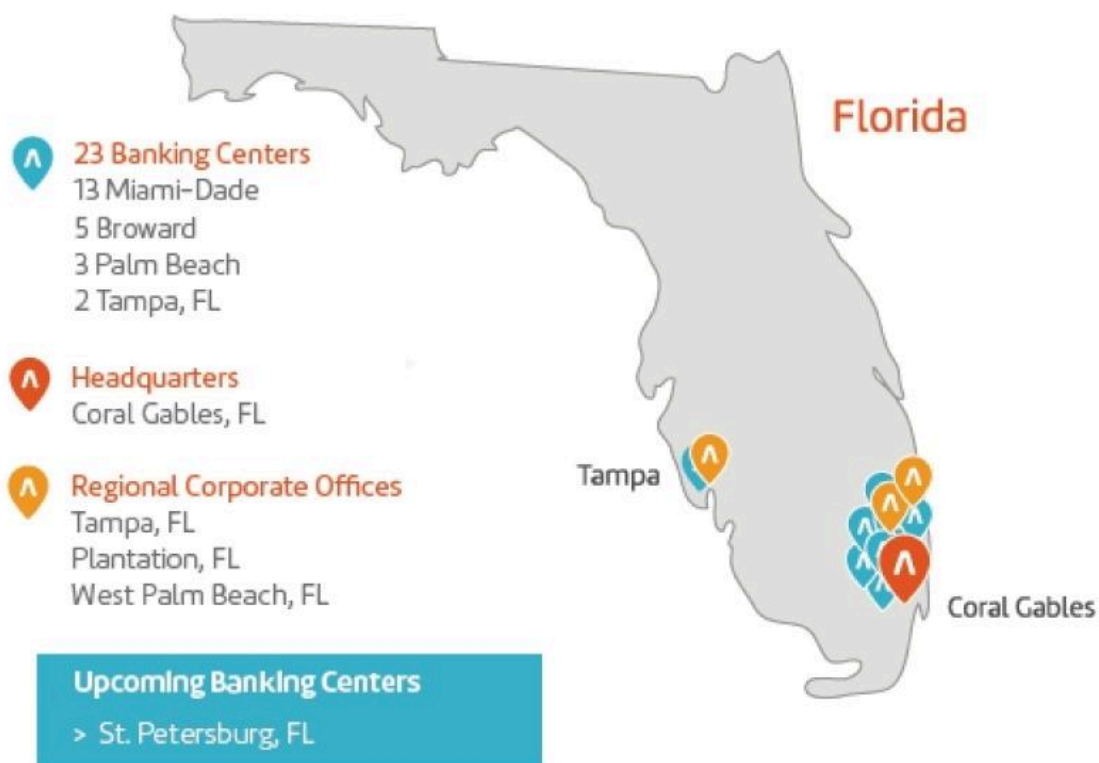 Florida
23 Banking Centers
13 Miami-Dade
5 Broward
3 Palm Beach
2 Tampa, FL
Headquarters
Coral Gables, FL
Regional Corporate Offices
Tampa, FL
Plantation, FL
West Palm Beach, FL
Tampa
Coral Gables
Upcoming Banking Centers
> St. Petersburg, FL